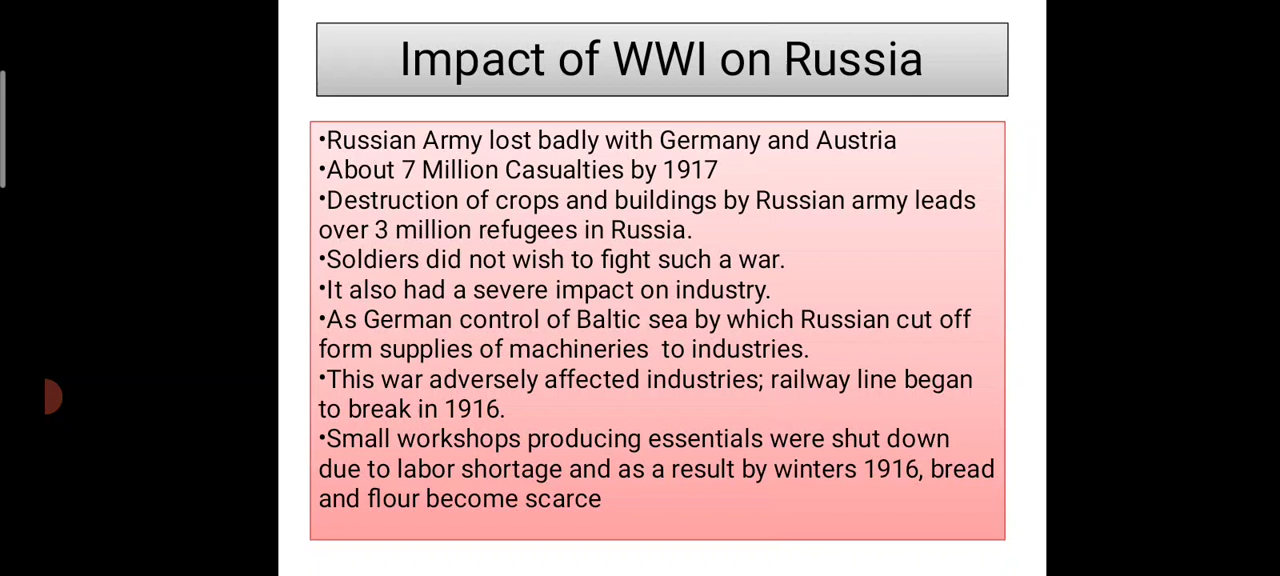 Impact of WWI on Russia
•Russian Army lost badly with Germany and Austria
•About 7 Million Casualties by 1917
•Destruction of crops and buildings by Russian army leads
over 3 million refugees in Russia.
•Soldiers did not wish to fight such a war.
•It also had a severe impact on industry.
•As German control of Baltic sea by which Russian cut off
form supplies of machineries  to industries.
•This war adversely affected industries; railway line began
to break in 1916.
•Small workshops producing essentials were shut down
due to labor shortage and as a result by winters 1916, bread
and flour become scarce